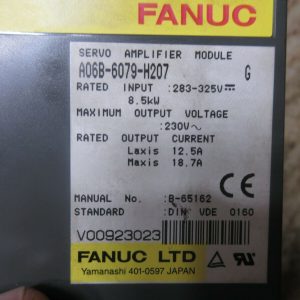 FANUC
SERVO AMPLIFIER MODULE
A06B-6079-H207 G
RATED INPUT :283-325V
8.5kW
MAXIMUM OUTPUT VOLTAGE
:230V~
RATED OUTPUT CURRENT
Laxis 12.5A
Maxis 18.7A
MANUAL No. :B-65162
STANDARD :DIN VDE 0160
CE
V00923023
FANUC LTD
Yamanashi 401-0597 JAPAN